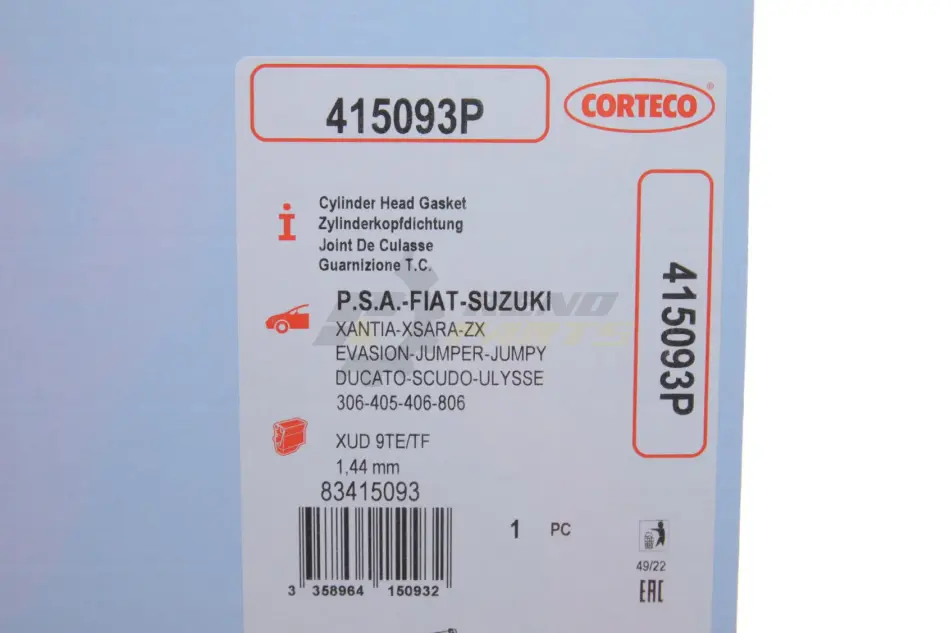 415093P
CORTECO®
Cylinder Head Gasket
Zylinderkopfdichtung
Joint De Culasse
Guarnizione T.C.
415093P
P.S.A.-FIAT-SUZUKI
XANTIA-XSARA-ZX
EVASION-JUMPER-JUMPY
DUCATO-SCUDO-ULYSSE
306-405-406-806
XUD 9TE/TF
1,44 mm
83415093
1 PC
49/22
EAC
3 358964 150932
PARTS